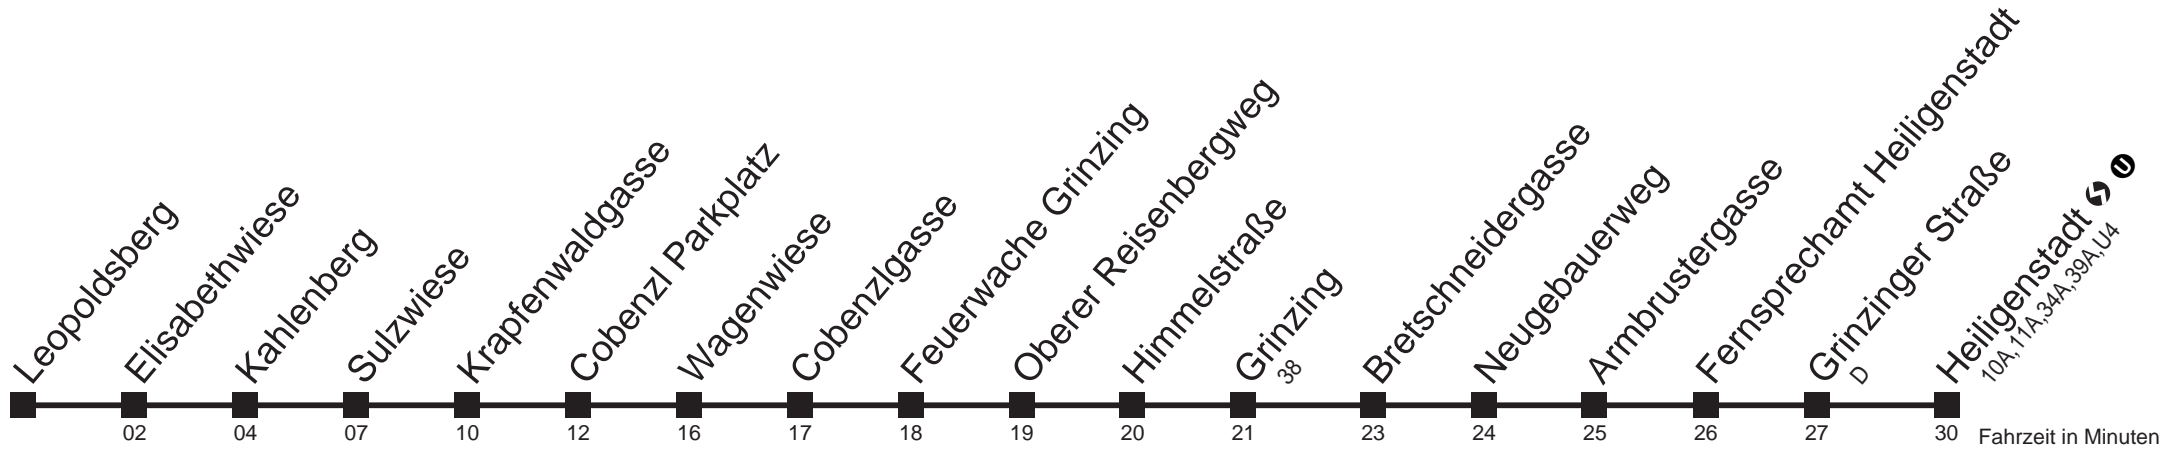 Leopoldsberg
Elisabethwiese
Kahlenberg
Sulzwiese
Krapfenwaldgasse
Cobenzl Parkplatz
Wagenwiese
Cobenzlgasse
Feuerwache Grinzing
Oberer Reisenbergweg
Himmelstraße
Grinzing
38
Bretschneidergasse
Neugebauerweg
Armbrustergasse
Fernsprechamt Heiligenstadt
Grinzinger Straße
D
Heiligenstadt U
10A,11A,34A,39A,U4
02 04 07 10 12 16 17 18 19 20 21 23 24 25 26 27 30 Fahrzeit in Minuten